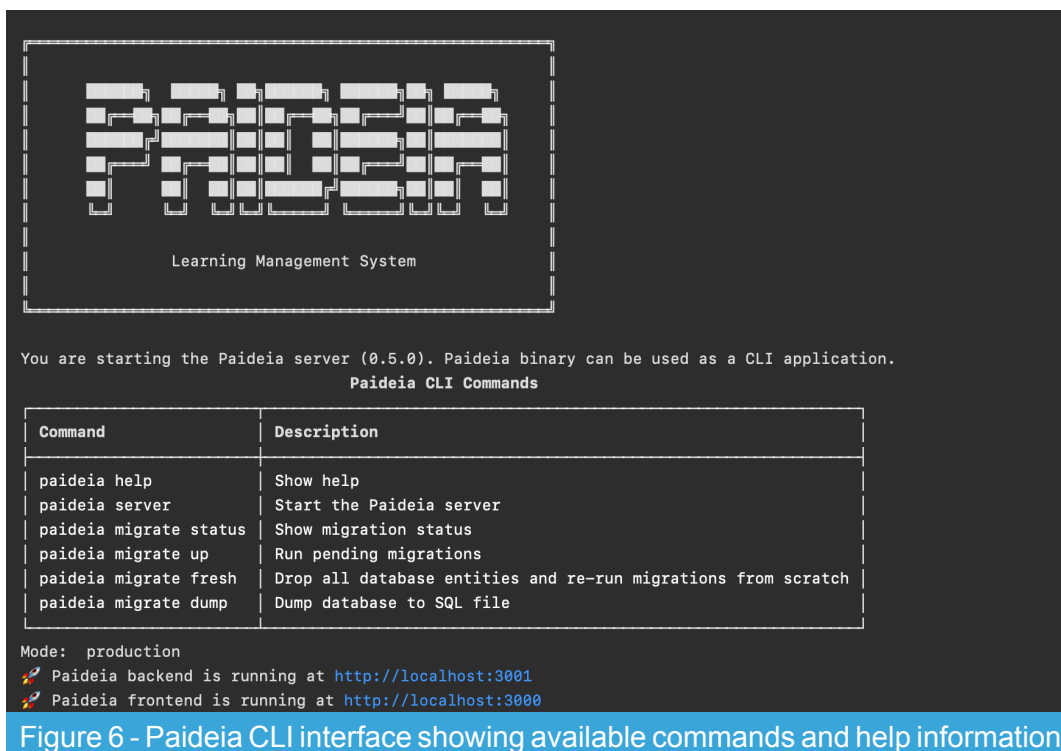 PAIDEIA
Learning Management System
You are starting the Paideia server (0.5.0). Paideia binary can be used as a CLI application.
Paideia CLI Commands
Command Description
paideia help Show help
paideia server Start the Paideia server
paideia migrate status Show migration status
paideia migrate up Run pending migrations
paideia migrate fresh Drop all database entities and re-run migrations from scratch
paideia migrate dump Dump database to SQL file
Mode: production
🚀 Paideia backend is running at http://localhost:3001
🚀 Paideia frontend is running at http://localhost:3000
Figure 6 - Paideia CLI interface showing available commands and help information